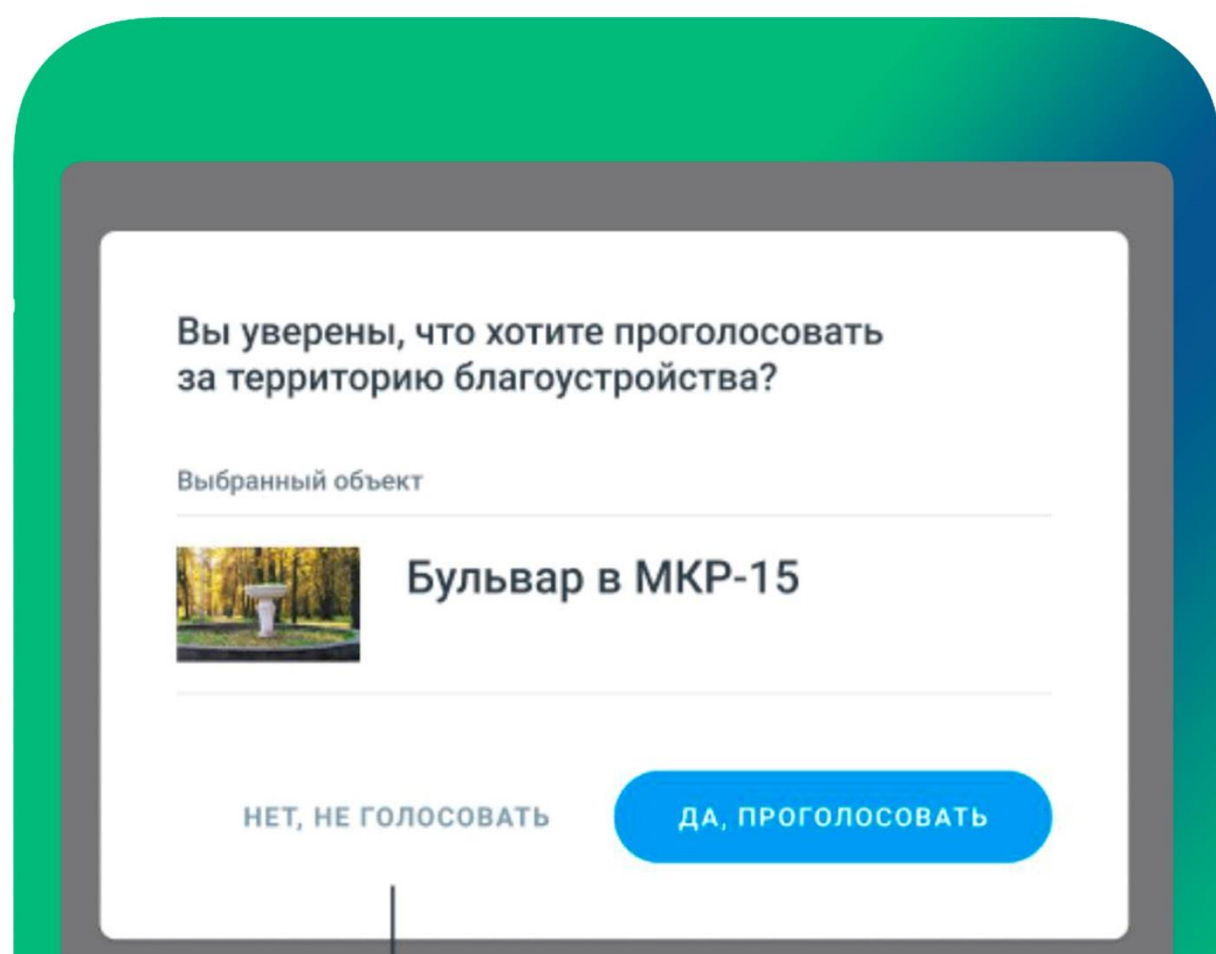 Вы уверены, что хотите проголосовать
за территорию благоустройства?
Выбранный объект
Бульвар в МКР-15
НЕТ, НЕ ГОЛОСОВАТЬ
ДА, ПРОГОЛОСОВАТЬ